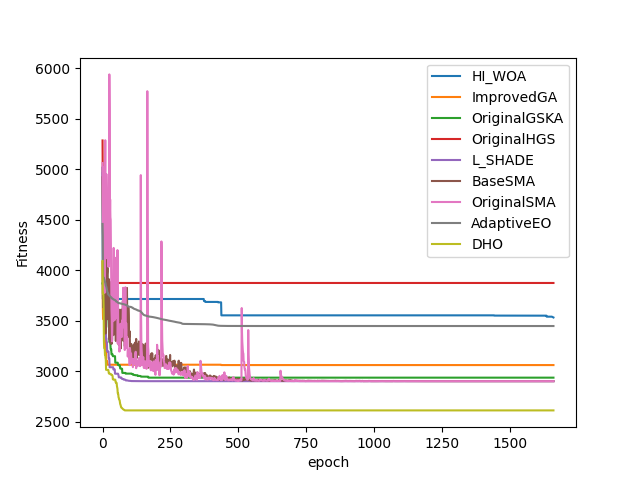 6000
5500
5000
4500
4000
3500
3000
2500
Fitness
0
250
500
750
1000
1250
1500
epoch
HI_WOA
ImprovedGA
OriginalGSKA
OriginalHGS
L_SHADE
BaseSMA
OriginalSMA
AdaptiveEO
DHO